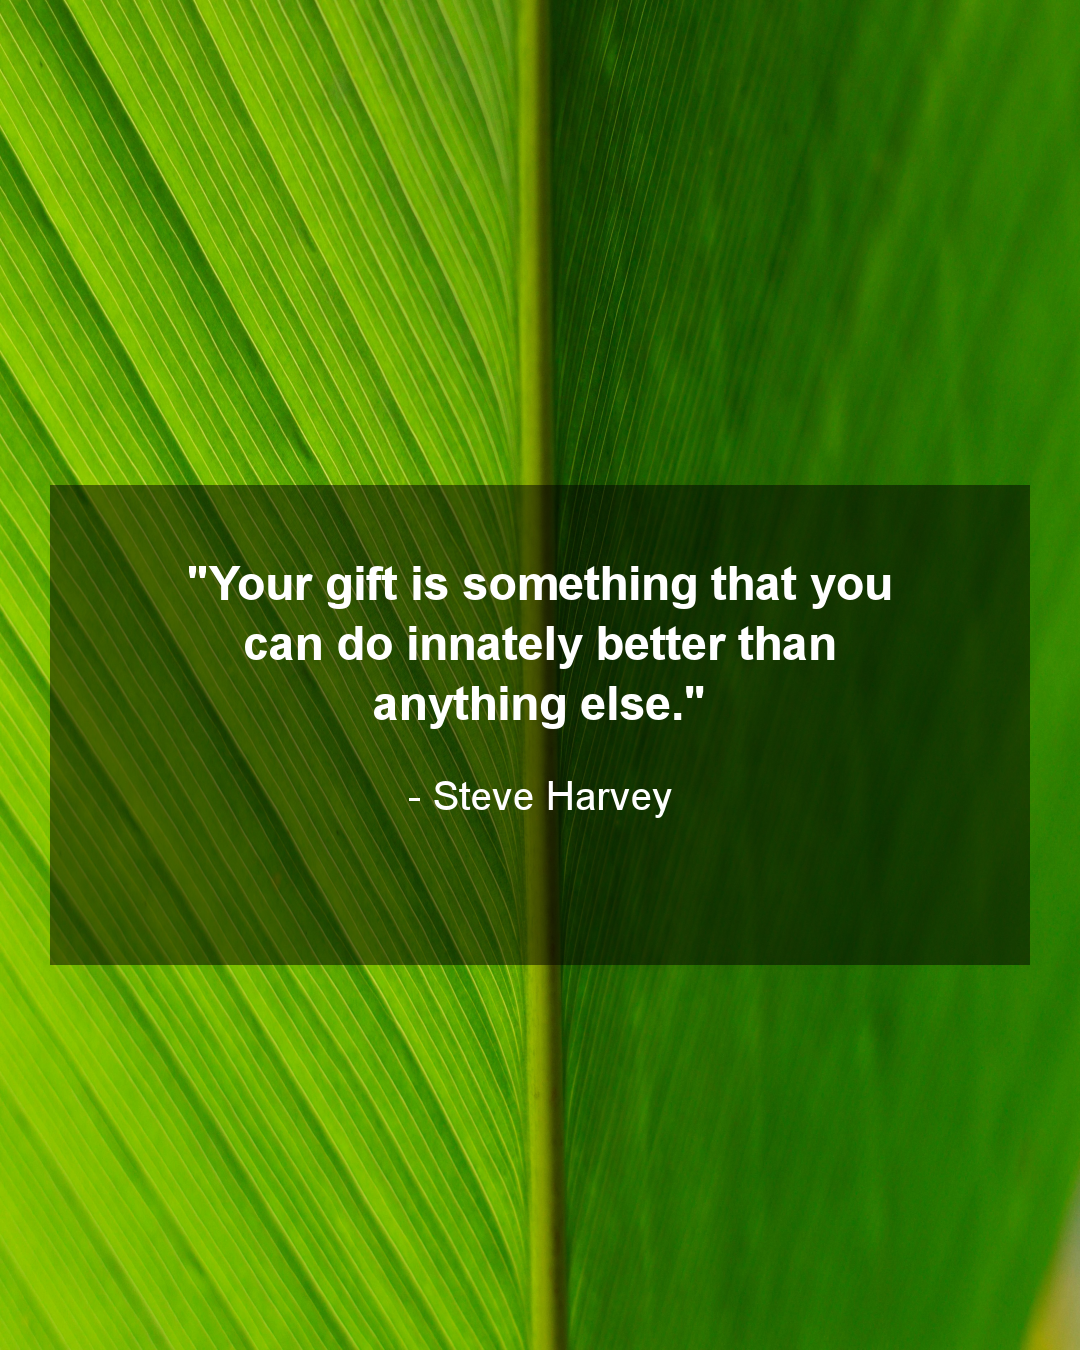 "Your gift is something that you
can do innately better than
anything else."
- Steve Harvey